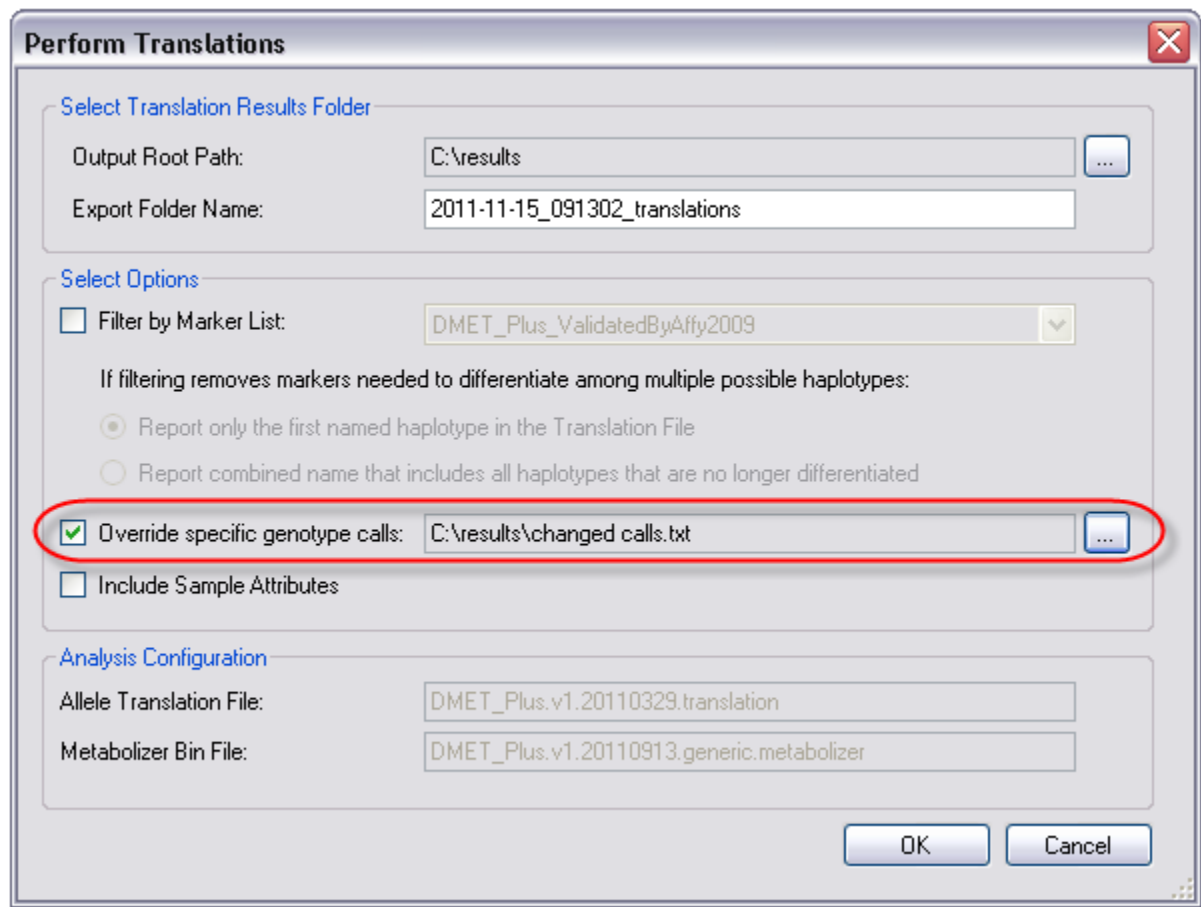 Perform Translations
Select Translation Results Folder
Output Root Path: C:\results ...
Export Folder Name: 2011-11-15_091302_translations
Select Options
Filter by Marker List: DMET_Plus_ValidatedByAffy2009
If filtering removes markers needed to differentiate among multiple possible haplotypes:
Report only the first named haplotype in the Translation File
Report combined name that includes all haplotypes that are no longer differentiated
Override specific genotype calls: C:\results\changed calls.txt ...
Include Sample Attributes
Analysis Configuration
Allele Translation File: DMET_Plus.v1.20110329.translation
Metabolizer Bin File: DMET_Plus.v1.20110913.generic.metabolizer
OK Cancel